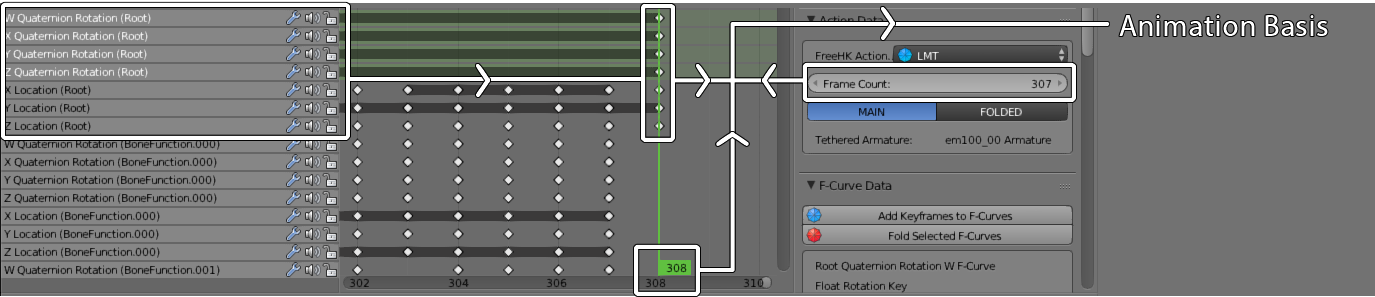 W Quaternion Rotation (Root)
X Quaternion Rotation (Root)
Y Quaternion Rotation (Root)
Z Quaternion Rotation (Root)
X Location (Root)
Y Location (Root)
Z Location (Root)
W Quaternion Rotation (BoneFunction.000)
X Quaternion Rotation (BoneFunction.000)
Y Quaternion Rotation (BoneFunction.000)
Z Quaternion Rotation (BoneFunction.000)
X Location (BoneFunction.000)
Y Location (BoneFunction.000)
Z Location (BoneFunction.000)
W Quaternion Rotation (BoneFunction.001)
308
302 304 306 308 310
Action Data
FreeHK Action. LMT
Frame Count: 307
MAIN FOLDED
Tethered Armature: em100_00 Armature
F-Curve Data
Add Keyframes to F-Curves
Fold Selected F-Curves
Root Quaternion Rotation W F-Curve
Float Rotation Key
Animation Basis